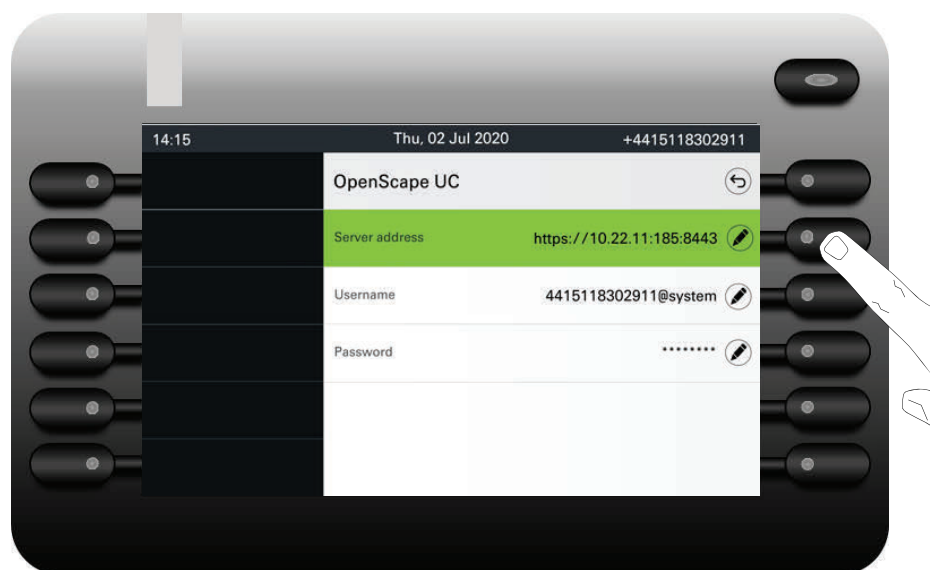 14:15 Thu, 02 Jul 2020 +4415118302911
OpenScape UC
Server address https://10.22.11:185:8443
Username 4415118302911@system
Password ········